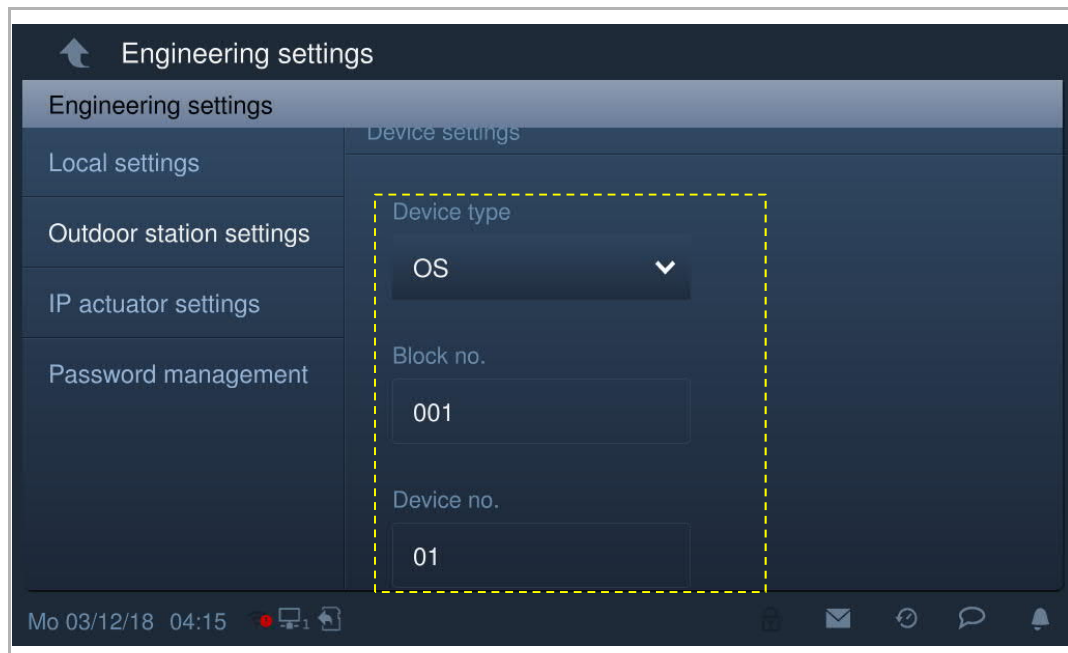 Engineering settings
Engineering settings
Local settings
Outdoor station settings
IP actuator settings
Password management
Device settings
Device type
OS
Block no.
001
Device no.
01
Mo 03/12/18 04:15 1